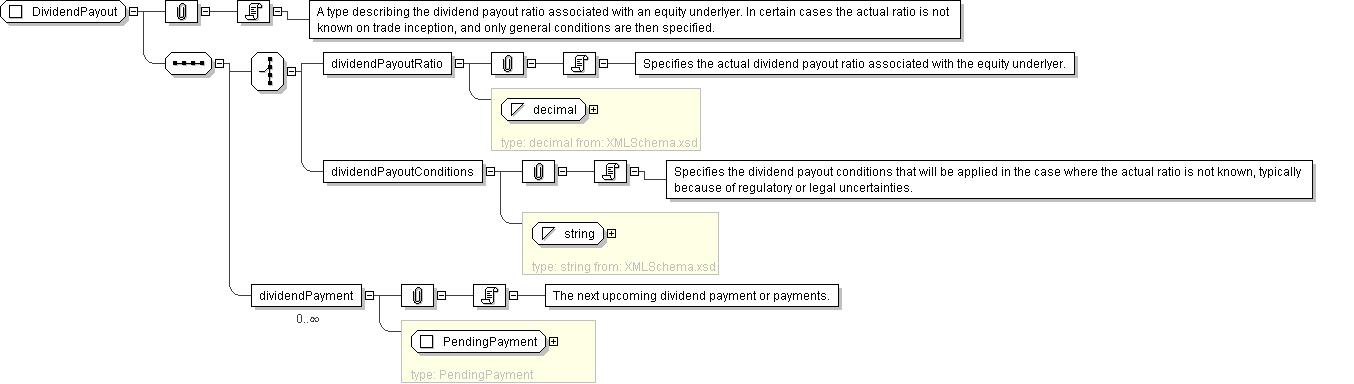 DividendPayout
A type describing the dividend payout ratio associated with an equity underlyer. In certain cases the actual ratio is not
known on trade inception, and only general conditions are then specified.
dividendPayoutRatio
Specifies the actual dividend payout ratio associated with the equity underlyer.
decimal
type: decimal from: XMLSchema.xsd
dividendPayoutConditions
Specifies the dividend payout conditions that will be applied in the case where the actual ratio is not known, typically
because of regulatory or legal uncertainties.
string
type: string from: XMLSchema.xsd
dividendPayment
The next upcoming dividend payment or payments.
0..∞
PendingPayment
type: PendingPayment